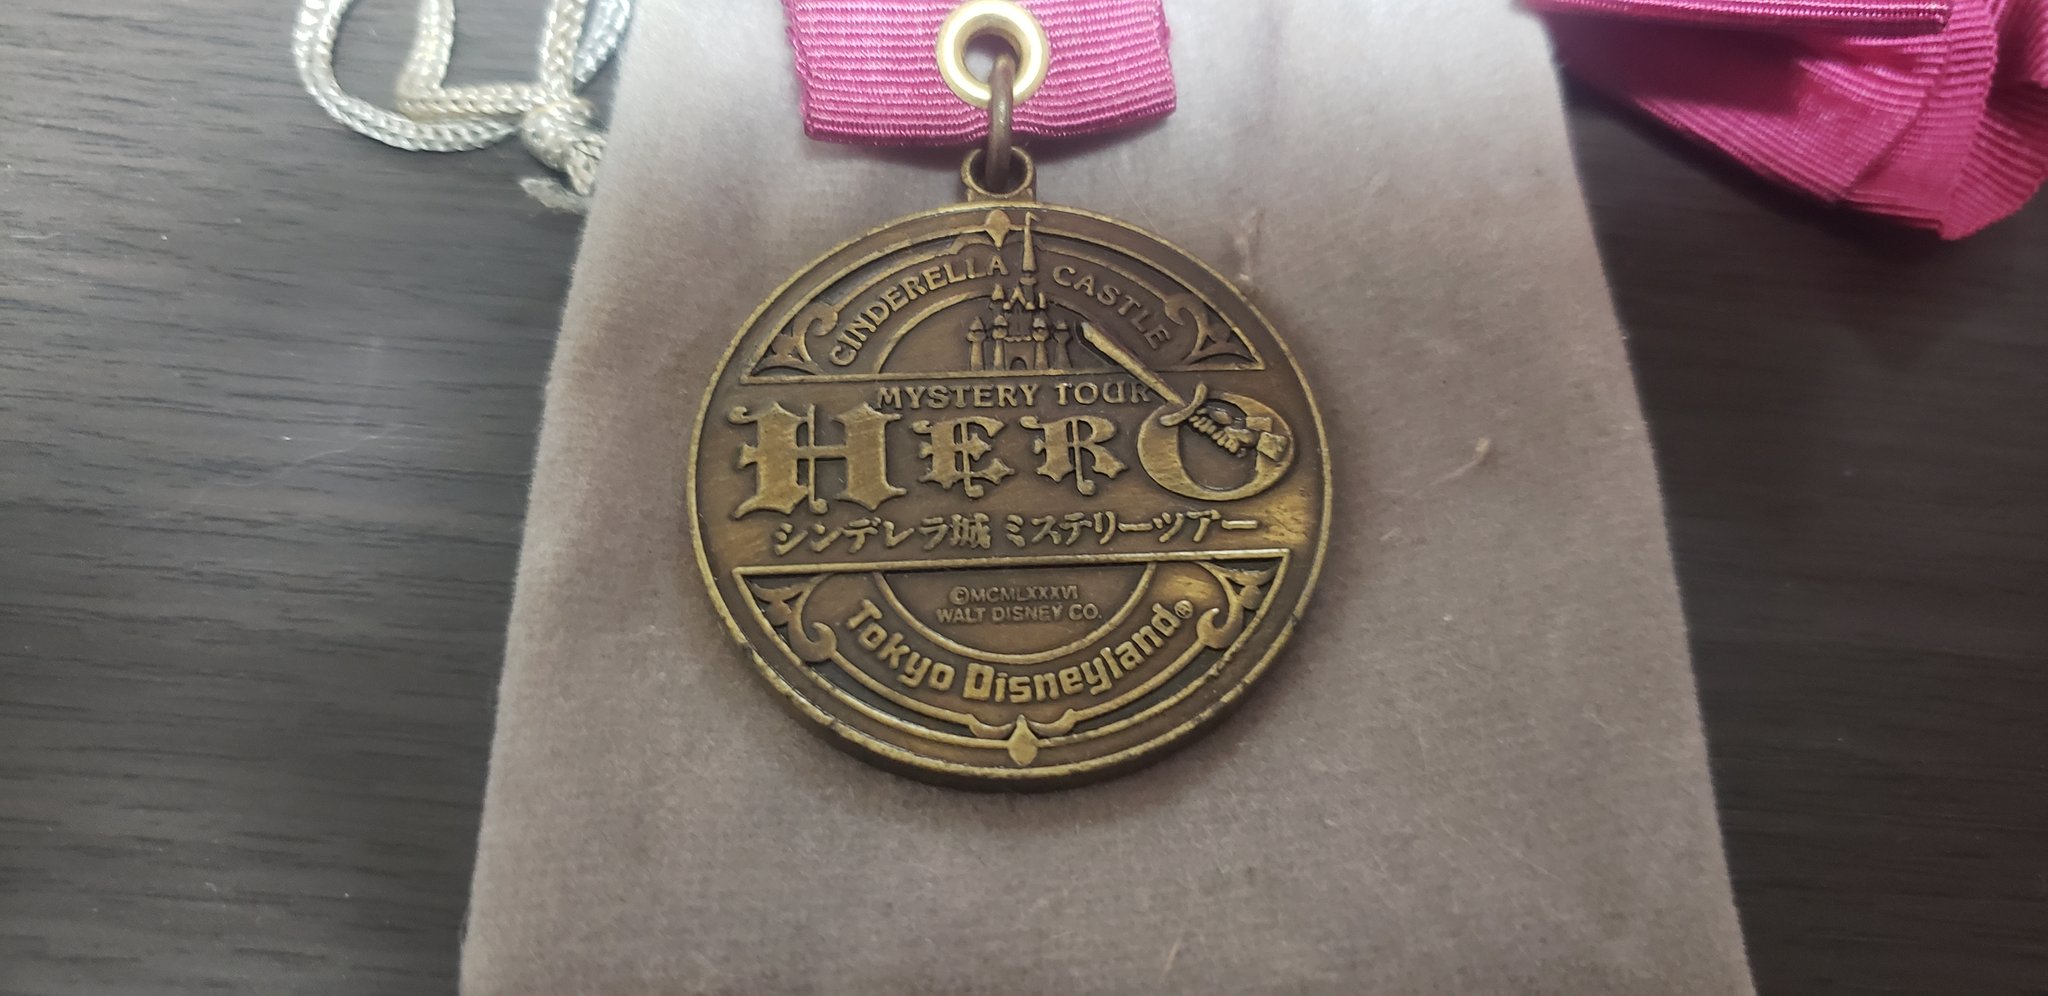 CINDERELLA CASTLE
MYSTERY TOUR
HERO
シンデレラ城 ミステリーツアー
©MCMLXXXVI
WALT DISNEY CO.
Tokyo Disneyland®